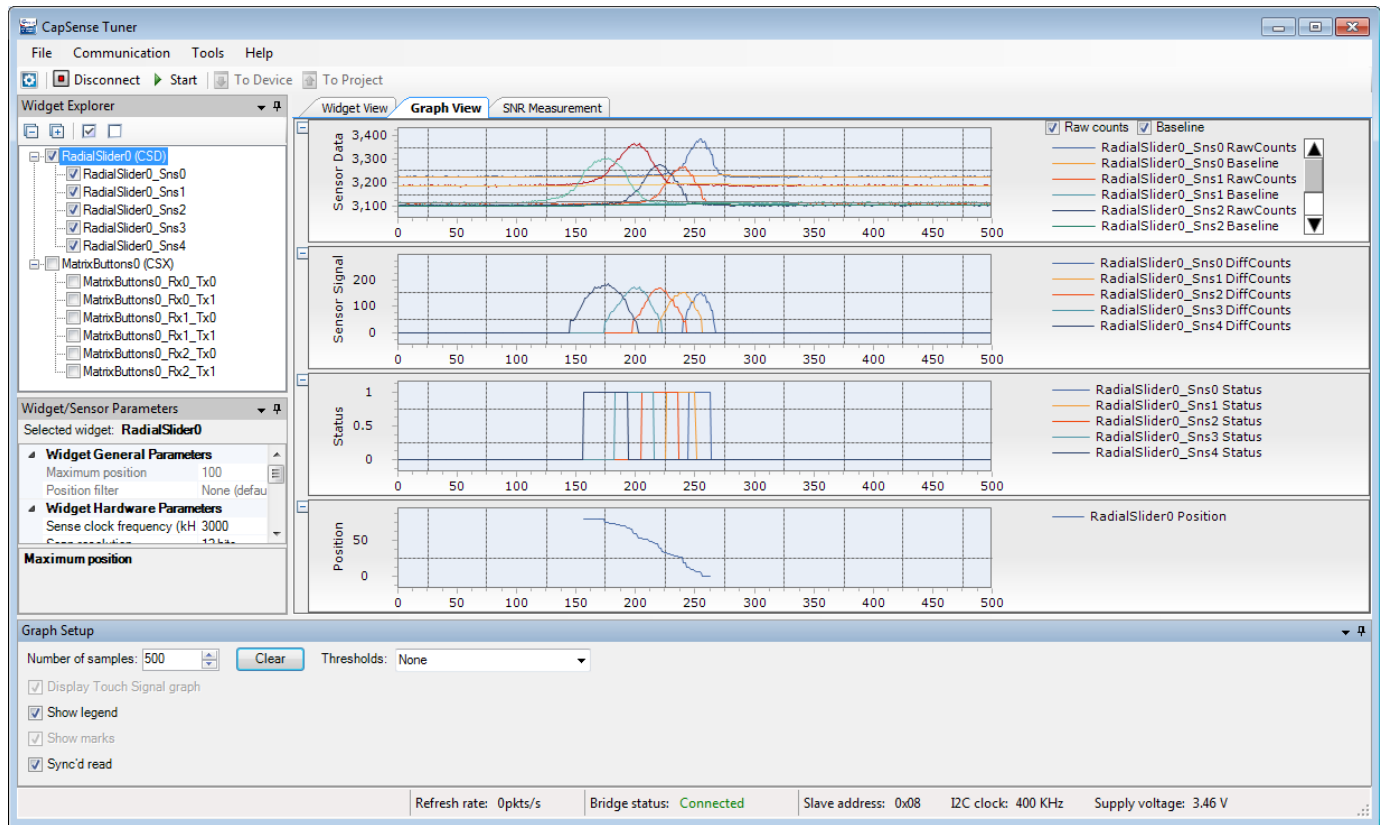 CapSense Tuner
File Communication Tools Help
Disconnect Start To Device To Project
Widget Explorer
RadialSlider0 (CSD)
RadialSlider0_Sns0
RadialSlider0_Sns1
RadialSlider0_Sns2
RadialSlider0_Sns3
RadialSlider0_Sns4
MatrixButtons0 (CSX)
MatrixButtons0_Rx0_Tx0
MatrixButtons0_Rx0_Tx1
MatrixButtons0_Rx1_Tx0
MatrixButtons0_Rx1_Tx1
MatrixButtons0_Rx2_Tx0
MatrixButtons0_Rx2_Tx1
Widget/Sensor Parameters
Selected widget: RadialSlider0
Widget General Parameters
Maximum position 100
Position filter None (defau
Widget Hardware Parameters
Sense clock frequency (kH 3000
Maximum position
Widget View Graph View SNR Measurement
Sensor Data
3,400
3,300
3,200
3,100
0 50 100 150 200 250 300 350 400 450 500
Raw counts Baseline
RadialSlider0_Sns0 RawCounts
RadialSlider0_Sns0 Baseline
RadialSlider0_Sns1 RawCounts
RadialSlider0_Sns1 Baseline
RadialSlider0_Sns2 RawCounts
RadialSlider0_Sns2 Baseline
Sensor Signal
200
100
0
0 50 100 150 200 250 300 350 400 450 500
RadialSlider0_Sns0 DiffCounts
RadialSlider0_Sns1 DiffCounts
RadialSlider0_Sns2 DiffCounts
RadialSlider0_Sns3 DiffCounts
RadialSlider0_Sns4 DiffCounts
Status
1
0.5
0
0 50 100 150 200 250 300 350 400 450 500
RadialSlider0_Sns0 Status
RadialSlider0_Sns1 Status
RadialSlider0_Sns2 Status
RadialSlider0_Sns3 Status
RadialSlider0_Sns4 Status
Position
50
0
0 50 100 150 200 250 300 350 400 450 500
RadialSlider0 Position
Graph Setup
Number of samples: 500 Clear Thresholds: None
Display Touch Signal graph
Show legend
Show marks
Sync'd read
Refresh rate: 0pkts/s Bridge status: Connected Slave address: 0x08 I2C clock: 400 KHz Supply voltage: 3.46 V